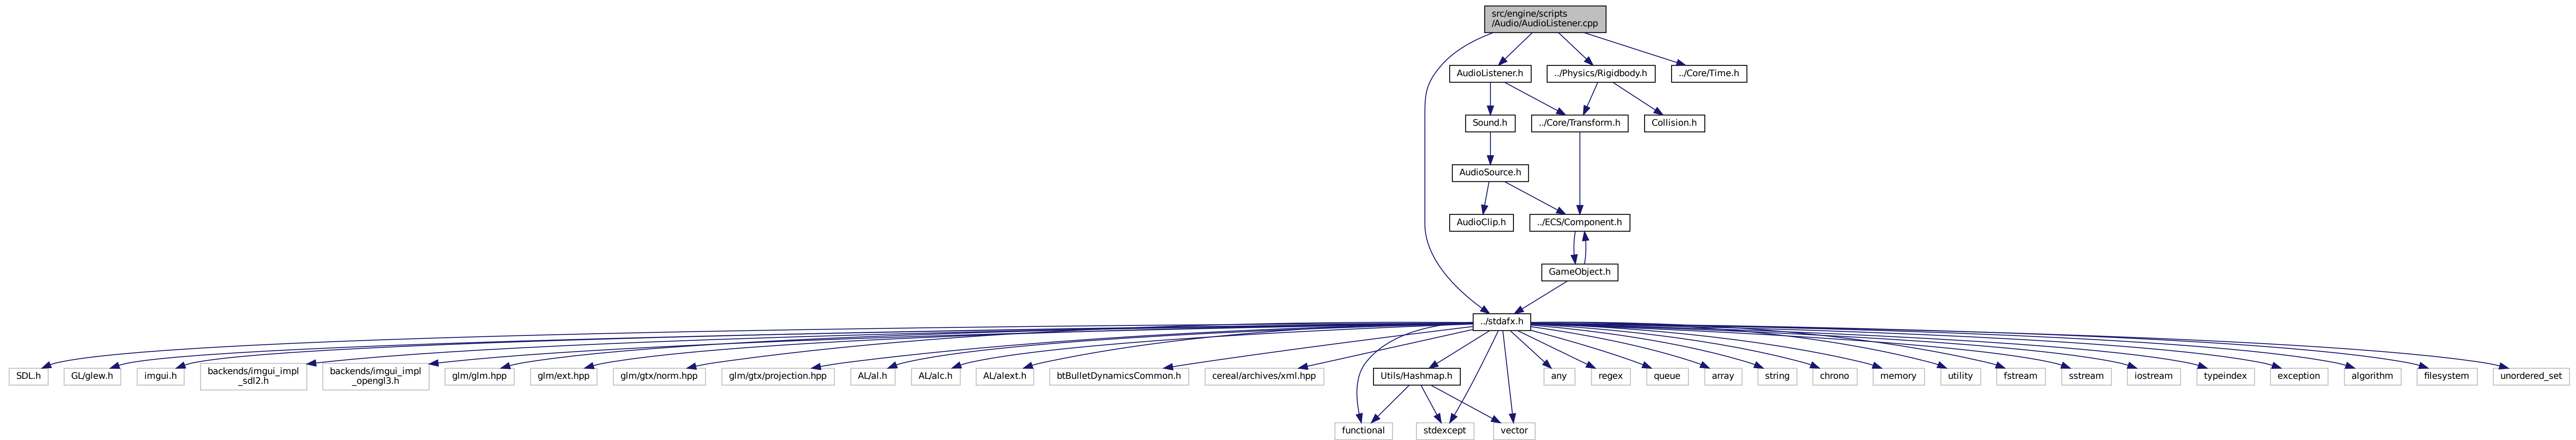 src/engine/scripts
/Audio/AudioListener.cpp
AudioListener.h
../Physics/Rigidbody.h
../Core/Time.h
Sound.h
../Core/Transform.h
Collision.h
AudioSource.h
AudioClip.h
../ECS/Component.h
GameObject.h
../stdafx.h
SDL.h
GL/glew.h
imgui.h
backends/imgui_impl
_sdl2.h
backends/imgui_impl
_opengl3.h
glm/glm.hpp
glm/ext.hpp
glm/gtx/norm.hpp
glm/gtx/projection.hpp
AL/al.h
AL/alc.h
AL/alext.h
btBulletDynamicsCommon.h
cereal/archives/xml.hpp
Utils/Hashmap.h
any
regex
queue
array
string
chrono
memory
utility
fstream
sstream
iostream
typeindex
exception
algorithm
filesystem
unordered_set
functional
stdexcept
vector